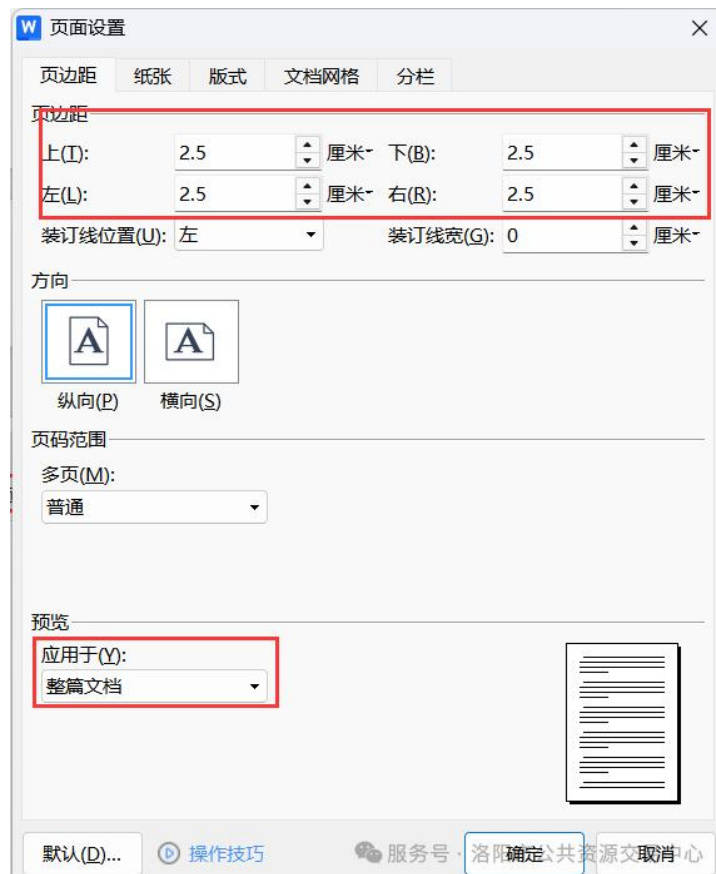 W 页面设置
页边距 纸张 版式 文档网格 分栏
页边距
上(T): 2.5 厘米 下(B): 2.5 厘米
左(L): 2.5 厘米 右(R): 2.5 厘米
装订线位置(U): 左 装订线宽(G): 0 厘米
方向
A A
纵向(P) 横向(S)
页码范围
多页(M):
普通
预览
应用于(Y):
整篇文档
默认(D)... 操作技巧 确定 取消
服务号 · 洛阳 公共资源交 中心